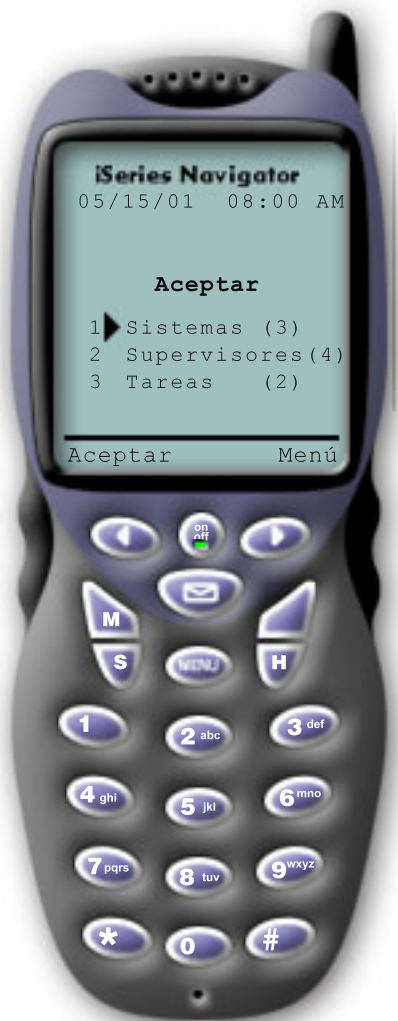 iSeries Navigator
05/15/01 08:00 AM
Aceptar
1 Sistemas (3)
2 Supervisores(4)
3 Tareas (2)
Aceptar Menú
on
off
M
S MENU H
1 2 abc 3 def
4 ghi 5 jkl 6 mno
7 pqrs 8 tuv 9 wxyz
* 0 #